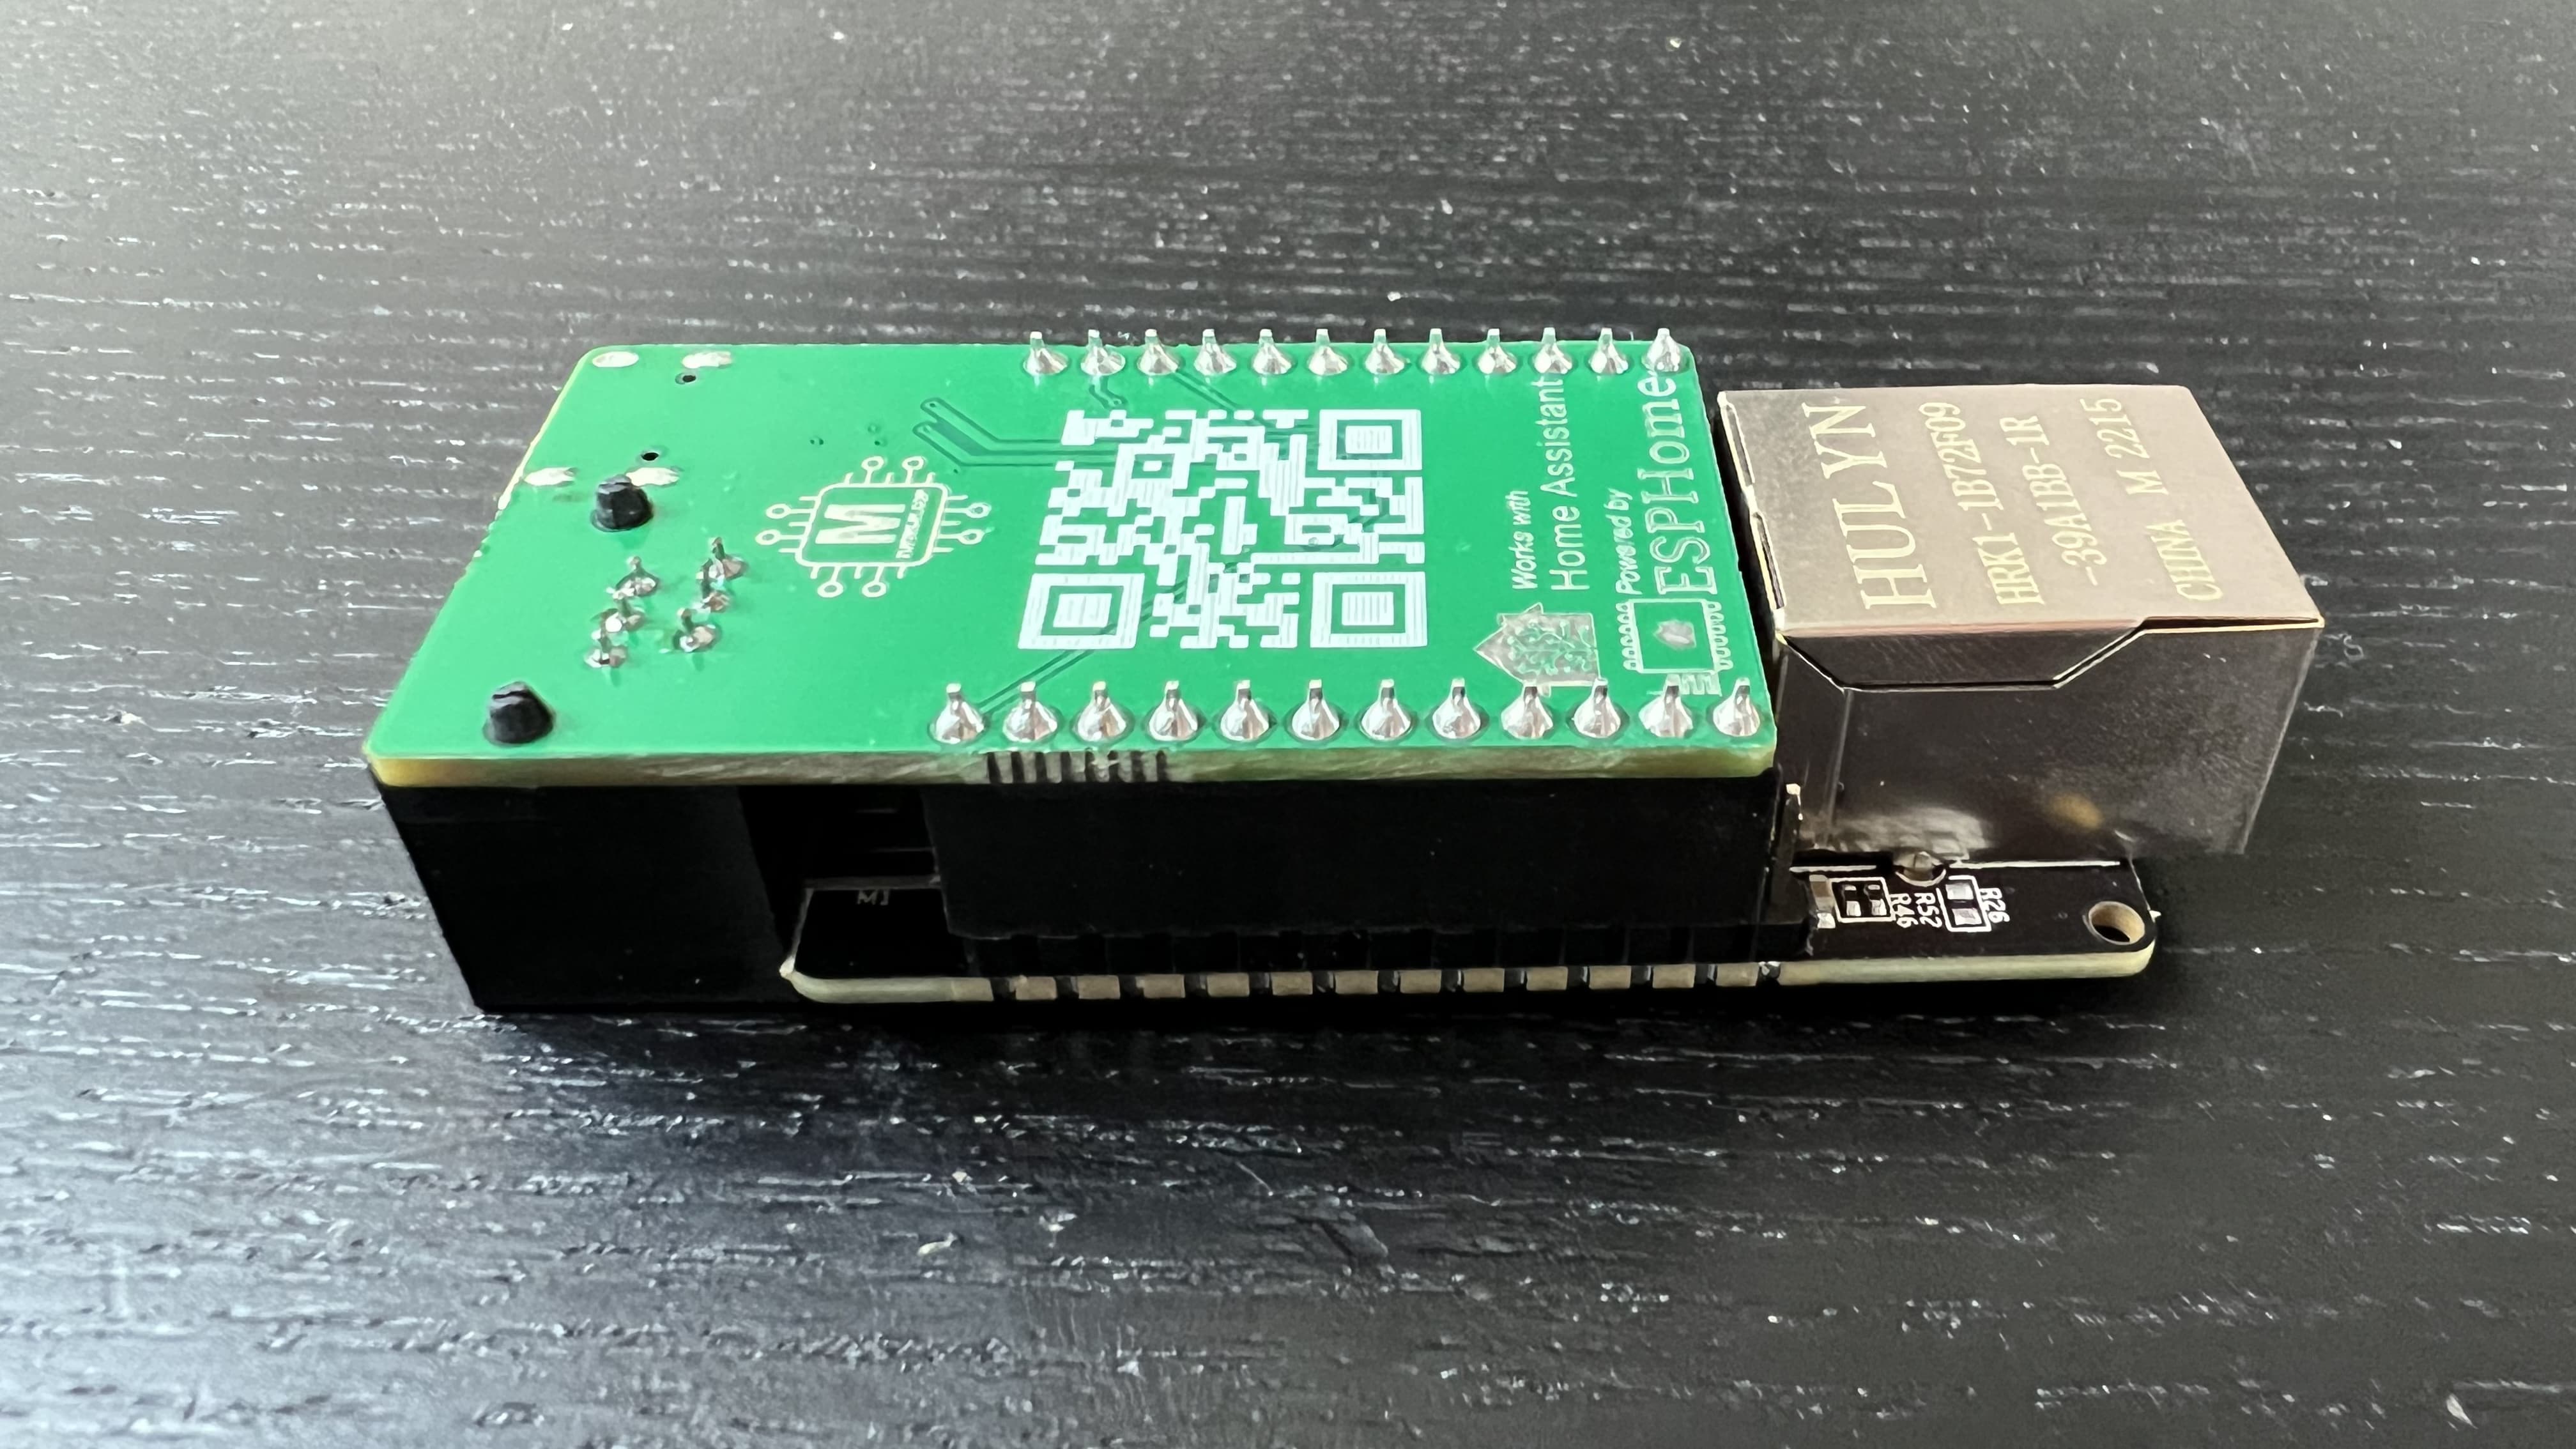 M
Works with
Home Assistant
Powered by
ESPHome
HULYN
HRK1-1B72F09
-39A1BB-1R
CHINA M 2215
M1
R46
R52
R26